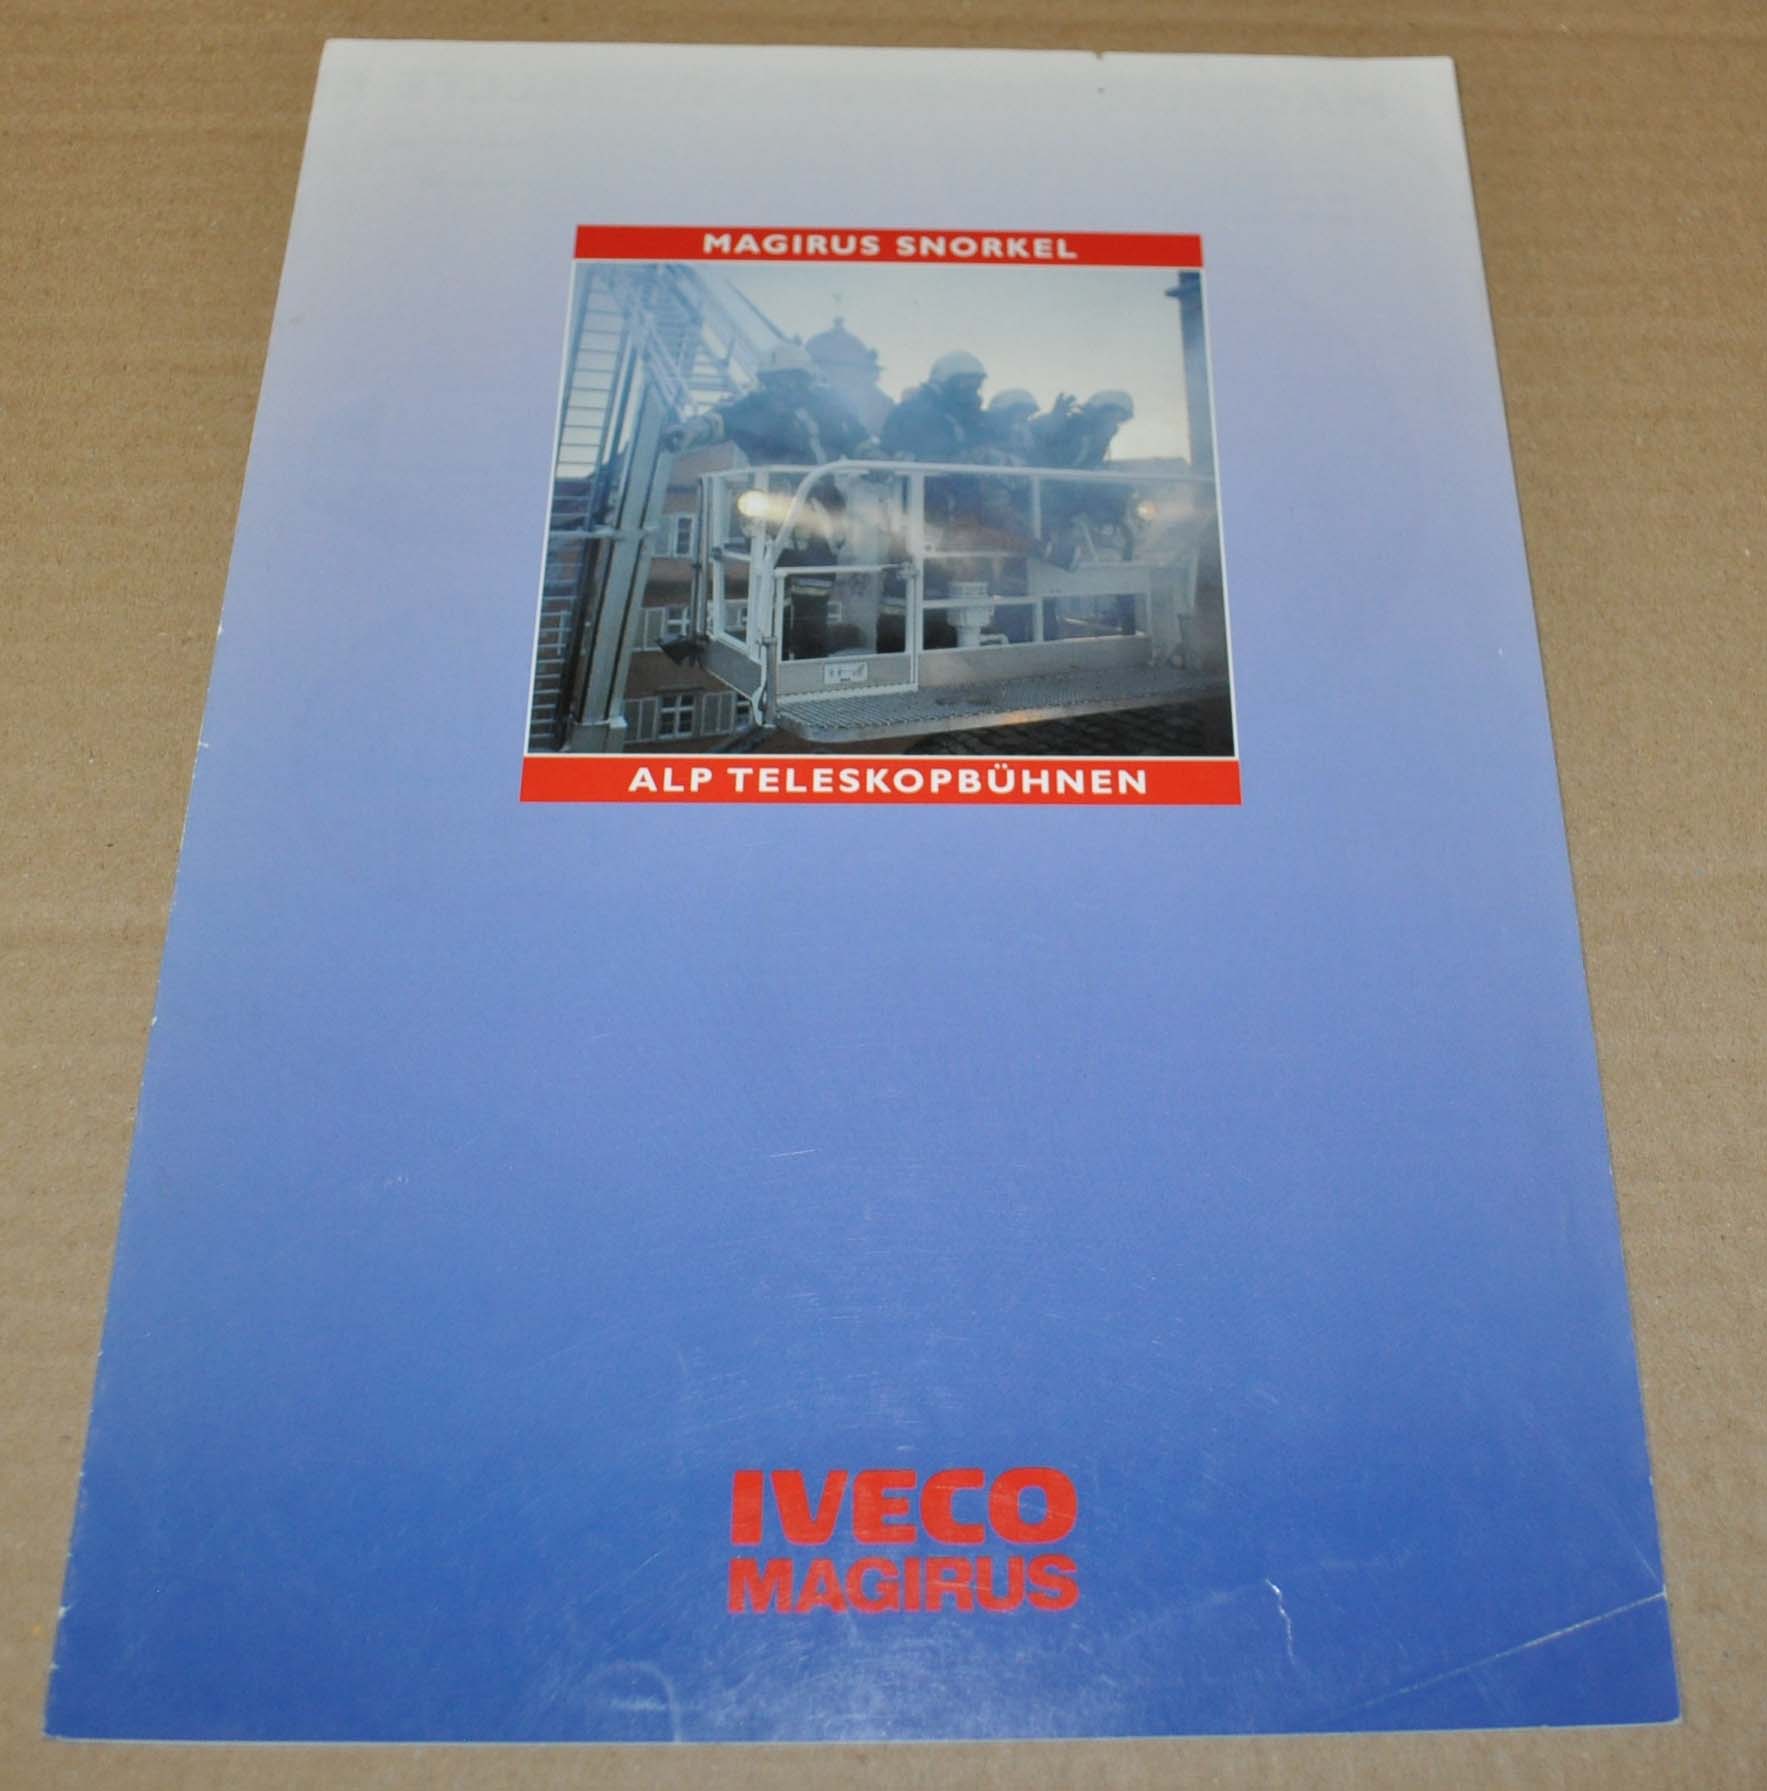 MAGIRUS SNORKEL
ALP TELESKOPBÜHNEN
IVECO
MAGIRUS